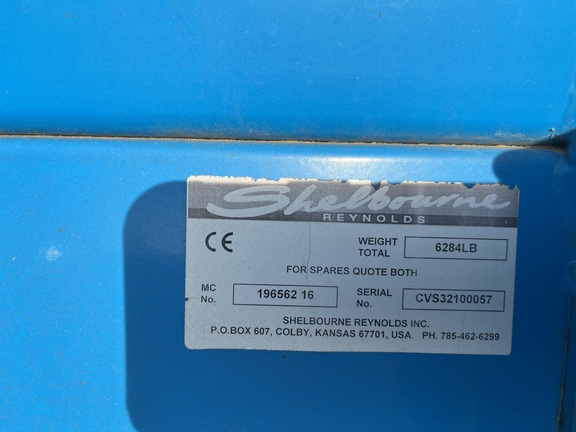 Shelbourne
REYNOLDS
CE
WEIGHT TOTAL 6284LB
FOR SPARES QUOTE BOTH
MC No. 196562 16 SERIAL No. CVS32100057
SHELBOURNE REYNOLDS INC.
P.O.BOX 607, COLBY, KANSAS 67701, USA. PH. 785-462-6299